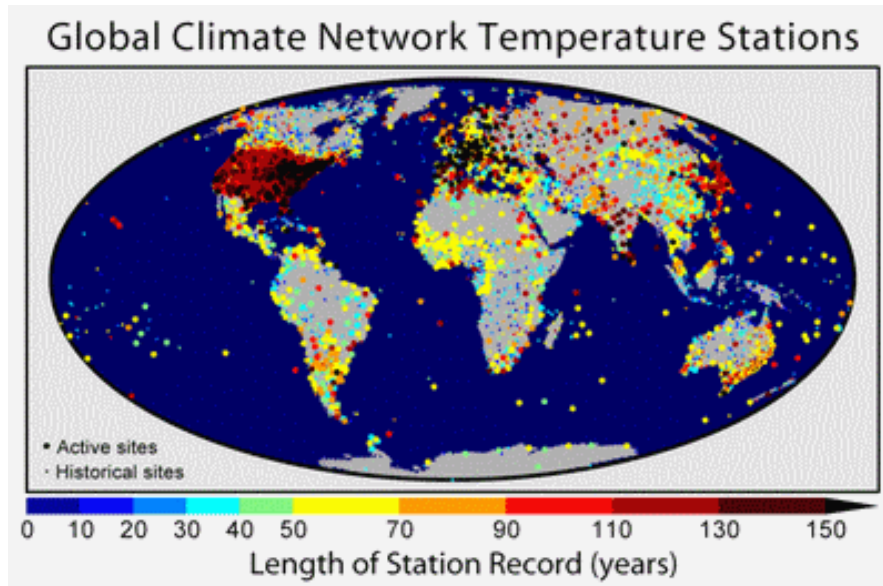 Global Climate Network Temperature Stations
• Active sites
· Historical sites
0 10 20 30 40 50 70 90 110 130 150
Length of Station Record (years)